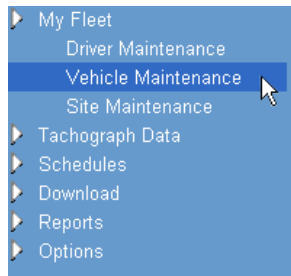 My Fleet
Driver Maintenance
Vehicle Maintenance
Site Maintenance
Tachograph Data
Schedules
Download
Reports
Options